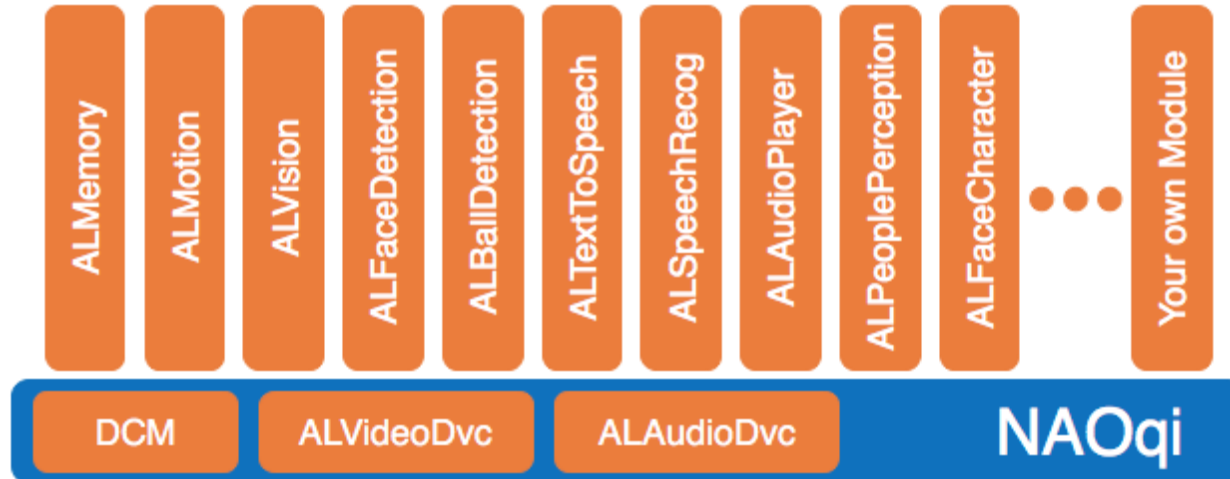 ALMemory
ALMotion
ALVision
ALFaceDetection
ALBallDetection
ALTextToSpeech
ALSpeechRecog
ALAudioPlayer
ALPeoplePerception
ALFaceCharacter
Your own Module
DCM
ALVideoDvc
ALAudioDvc
NAOqi